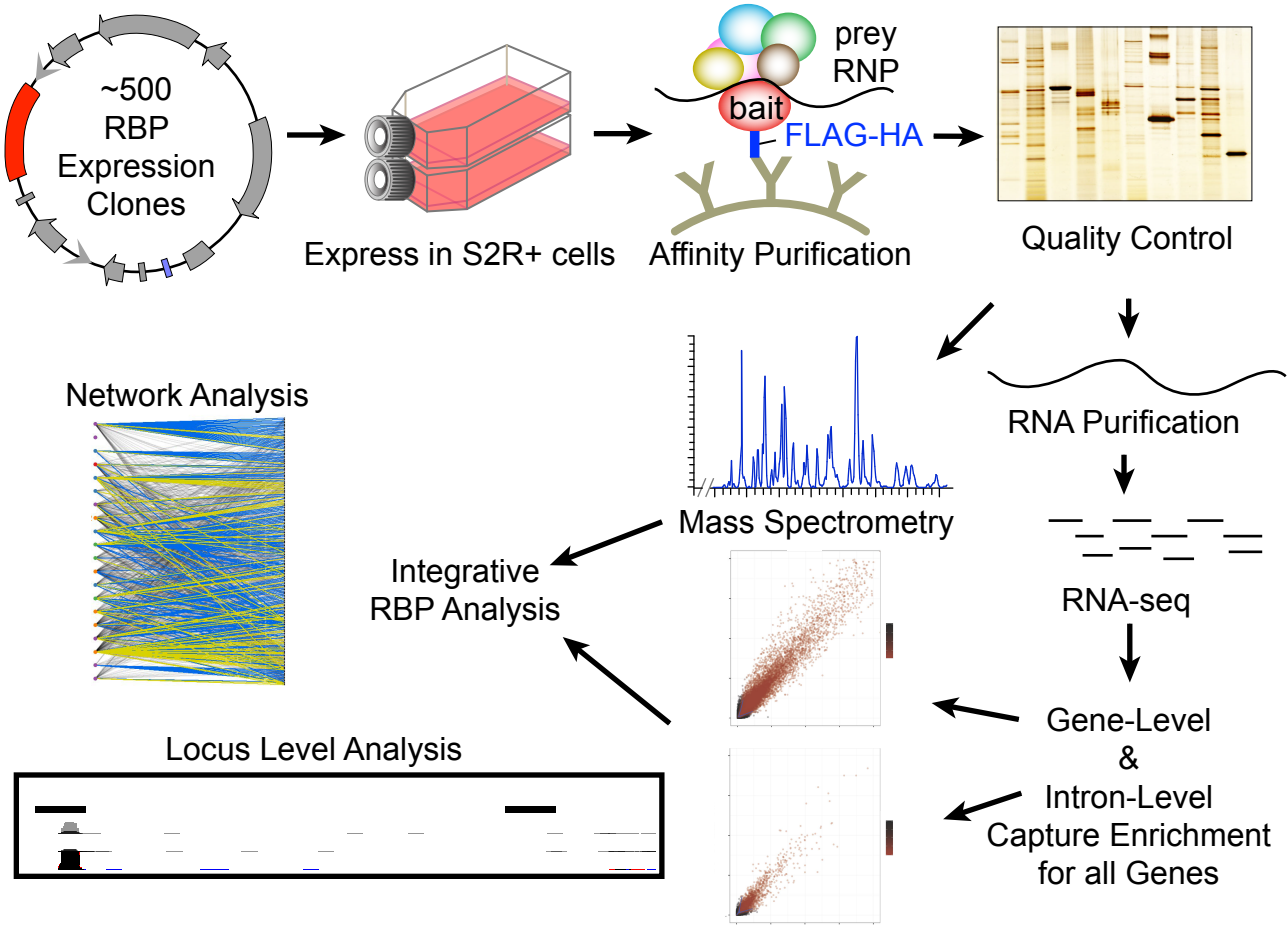 ~500
RBP
Expression
Clones
Express in S2R+ cells
prey
RNP
bait
FLAG-HA
Affinity Purification
Quality Control
RNA Purification
RNA-seq
Gene-Level
&
Intron-Level
Capture Enrichment
for all Genes
Mass Spectrometry
Integrative
RBP Analysis
Network Analysis
Locus Level Analysis